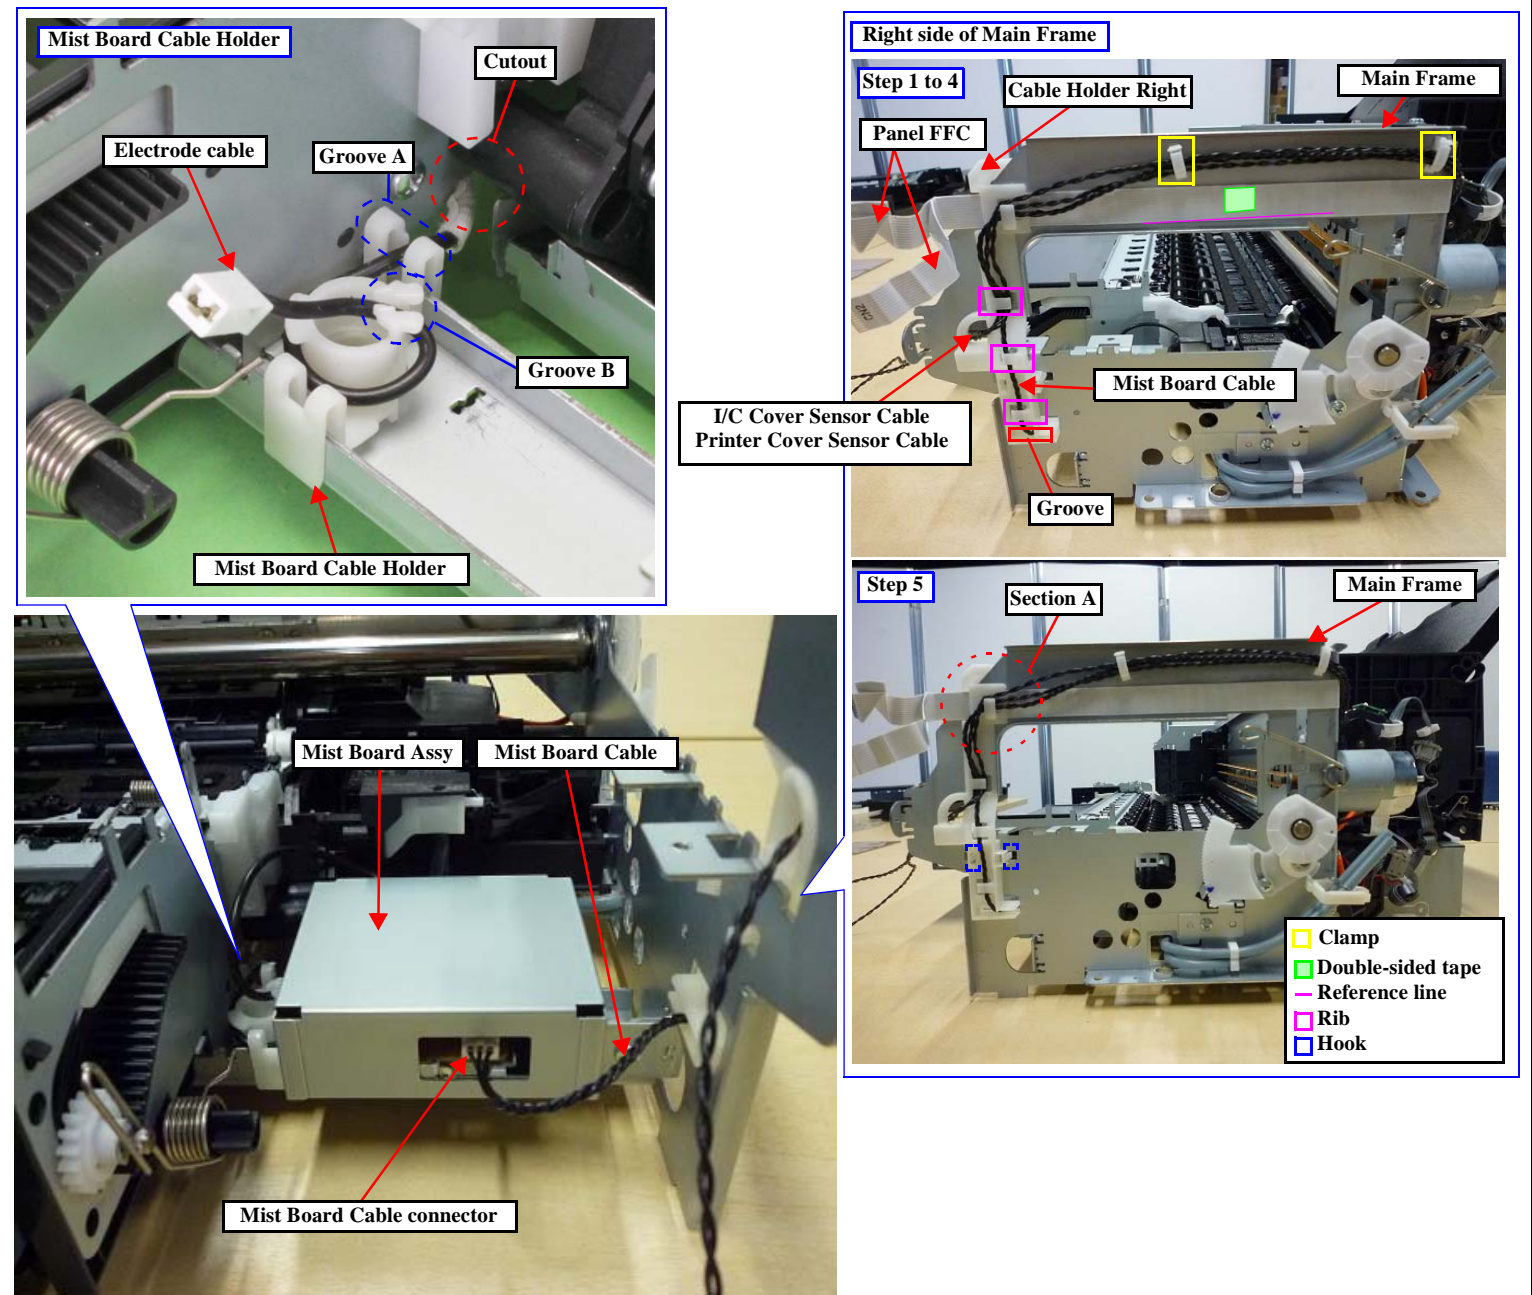 Mist Board Cable Holder
Cutout
Electrode cable
Groove A
Groove B
Mist Board Cable Holder
Mist Board Assy
Mist Board Cable
Mist Board Cable connector
Right side of Main Frame
Step 1 to 4
Cable Holder Right
Main Frame
Panel FFC
CN2
Mist Board Cable
I/C Cover Sensor Cable
Printer Cover Sensor Cable
Groove
Step 5
Section A
Main Frame
Clamp
Double-sided tape
Reference line
Rib
Hook